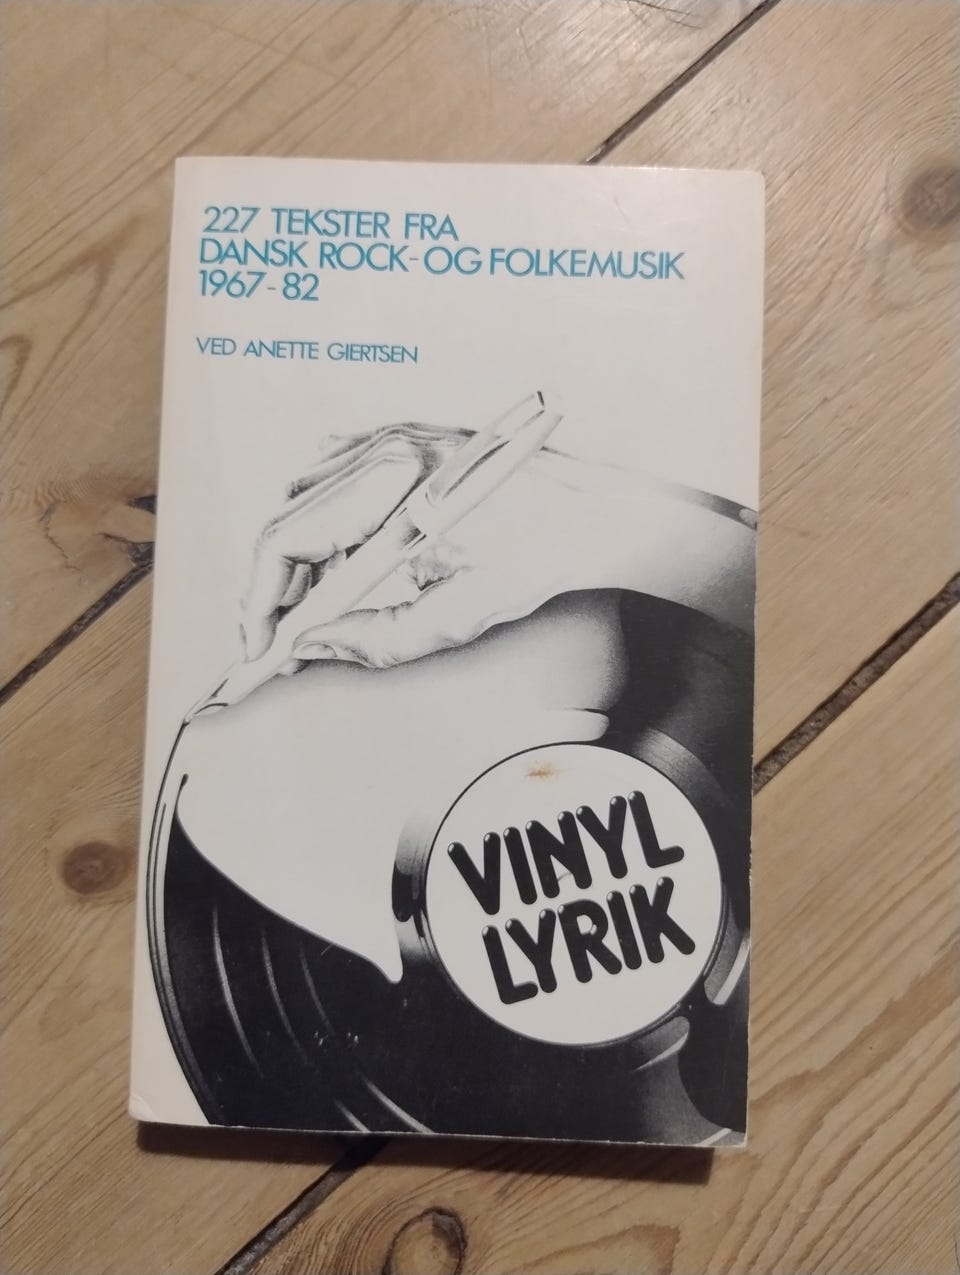 227 TEKSTER FRA
DANSK ROCK-OG FOLKEMUSIK
1967-82
VED ANETTE GIERTSEN
VINYL
LYRIK